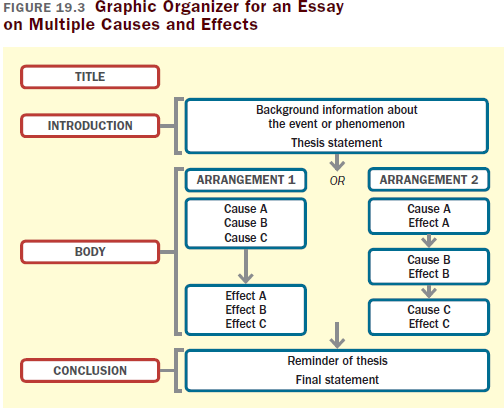 FIGURE 19.3 Graphic Organizer for an Essay
on Multiple Causes and Effects
TITLE
INTRODUCTION
Background information about
the event or phenomenon
Thesis statement
BODY
ARRANGEMENT 1
OR
ARRANGEMENT 2
Cause A
Cause B
Cause C
Effect A
Effect B
Effect C
Cause A
Effect A
Cause B
Effect B
Cause C
Effect C
CONCLUSION
Reminder of thesis
Final statement